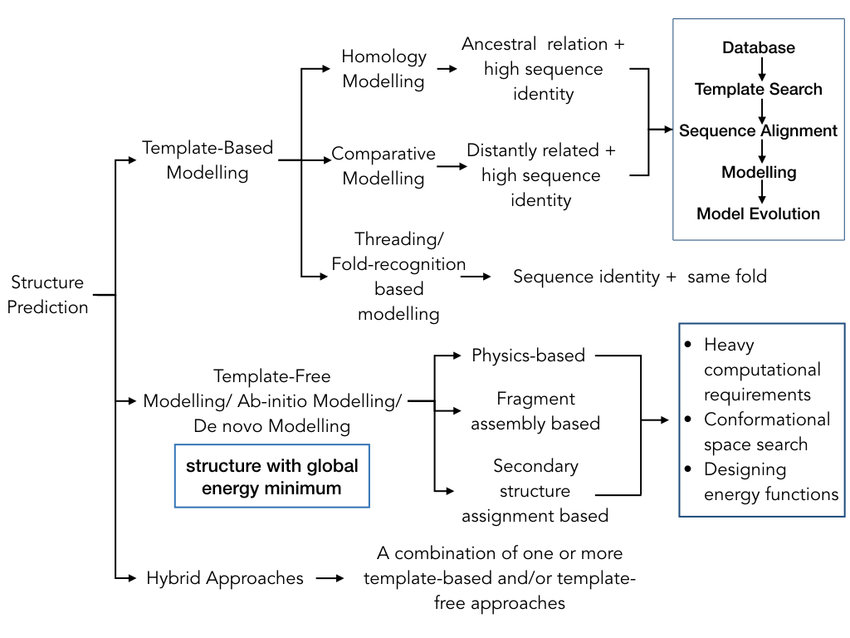 Homology
Modelling
Ancestral relation +
high sequence
identity
Database
Template Search
Sequence Alignment
Modelling
Model Evolution
Template-Based
Modelling
Comparative
Modelling
Distantly related +
high sequence
identity
Threading/
Fold-recognition
based
modelling
Sequence identity + same fold
Structure
Prediction
Template-Free
Modelling/ Ab-initio Modelling/
De novo Modelling
structure with global
energy minimum
Physics-based
Fragment
assembly based
Secondary
structure
assignment based
• Heavy
computational
requirements
• Conformational
space search
• Designing
energy functions
Hybrid Approaches
A combination of one or more
template-based and/or template-
free approaches